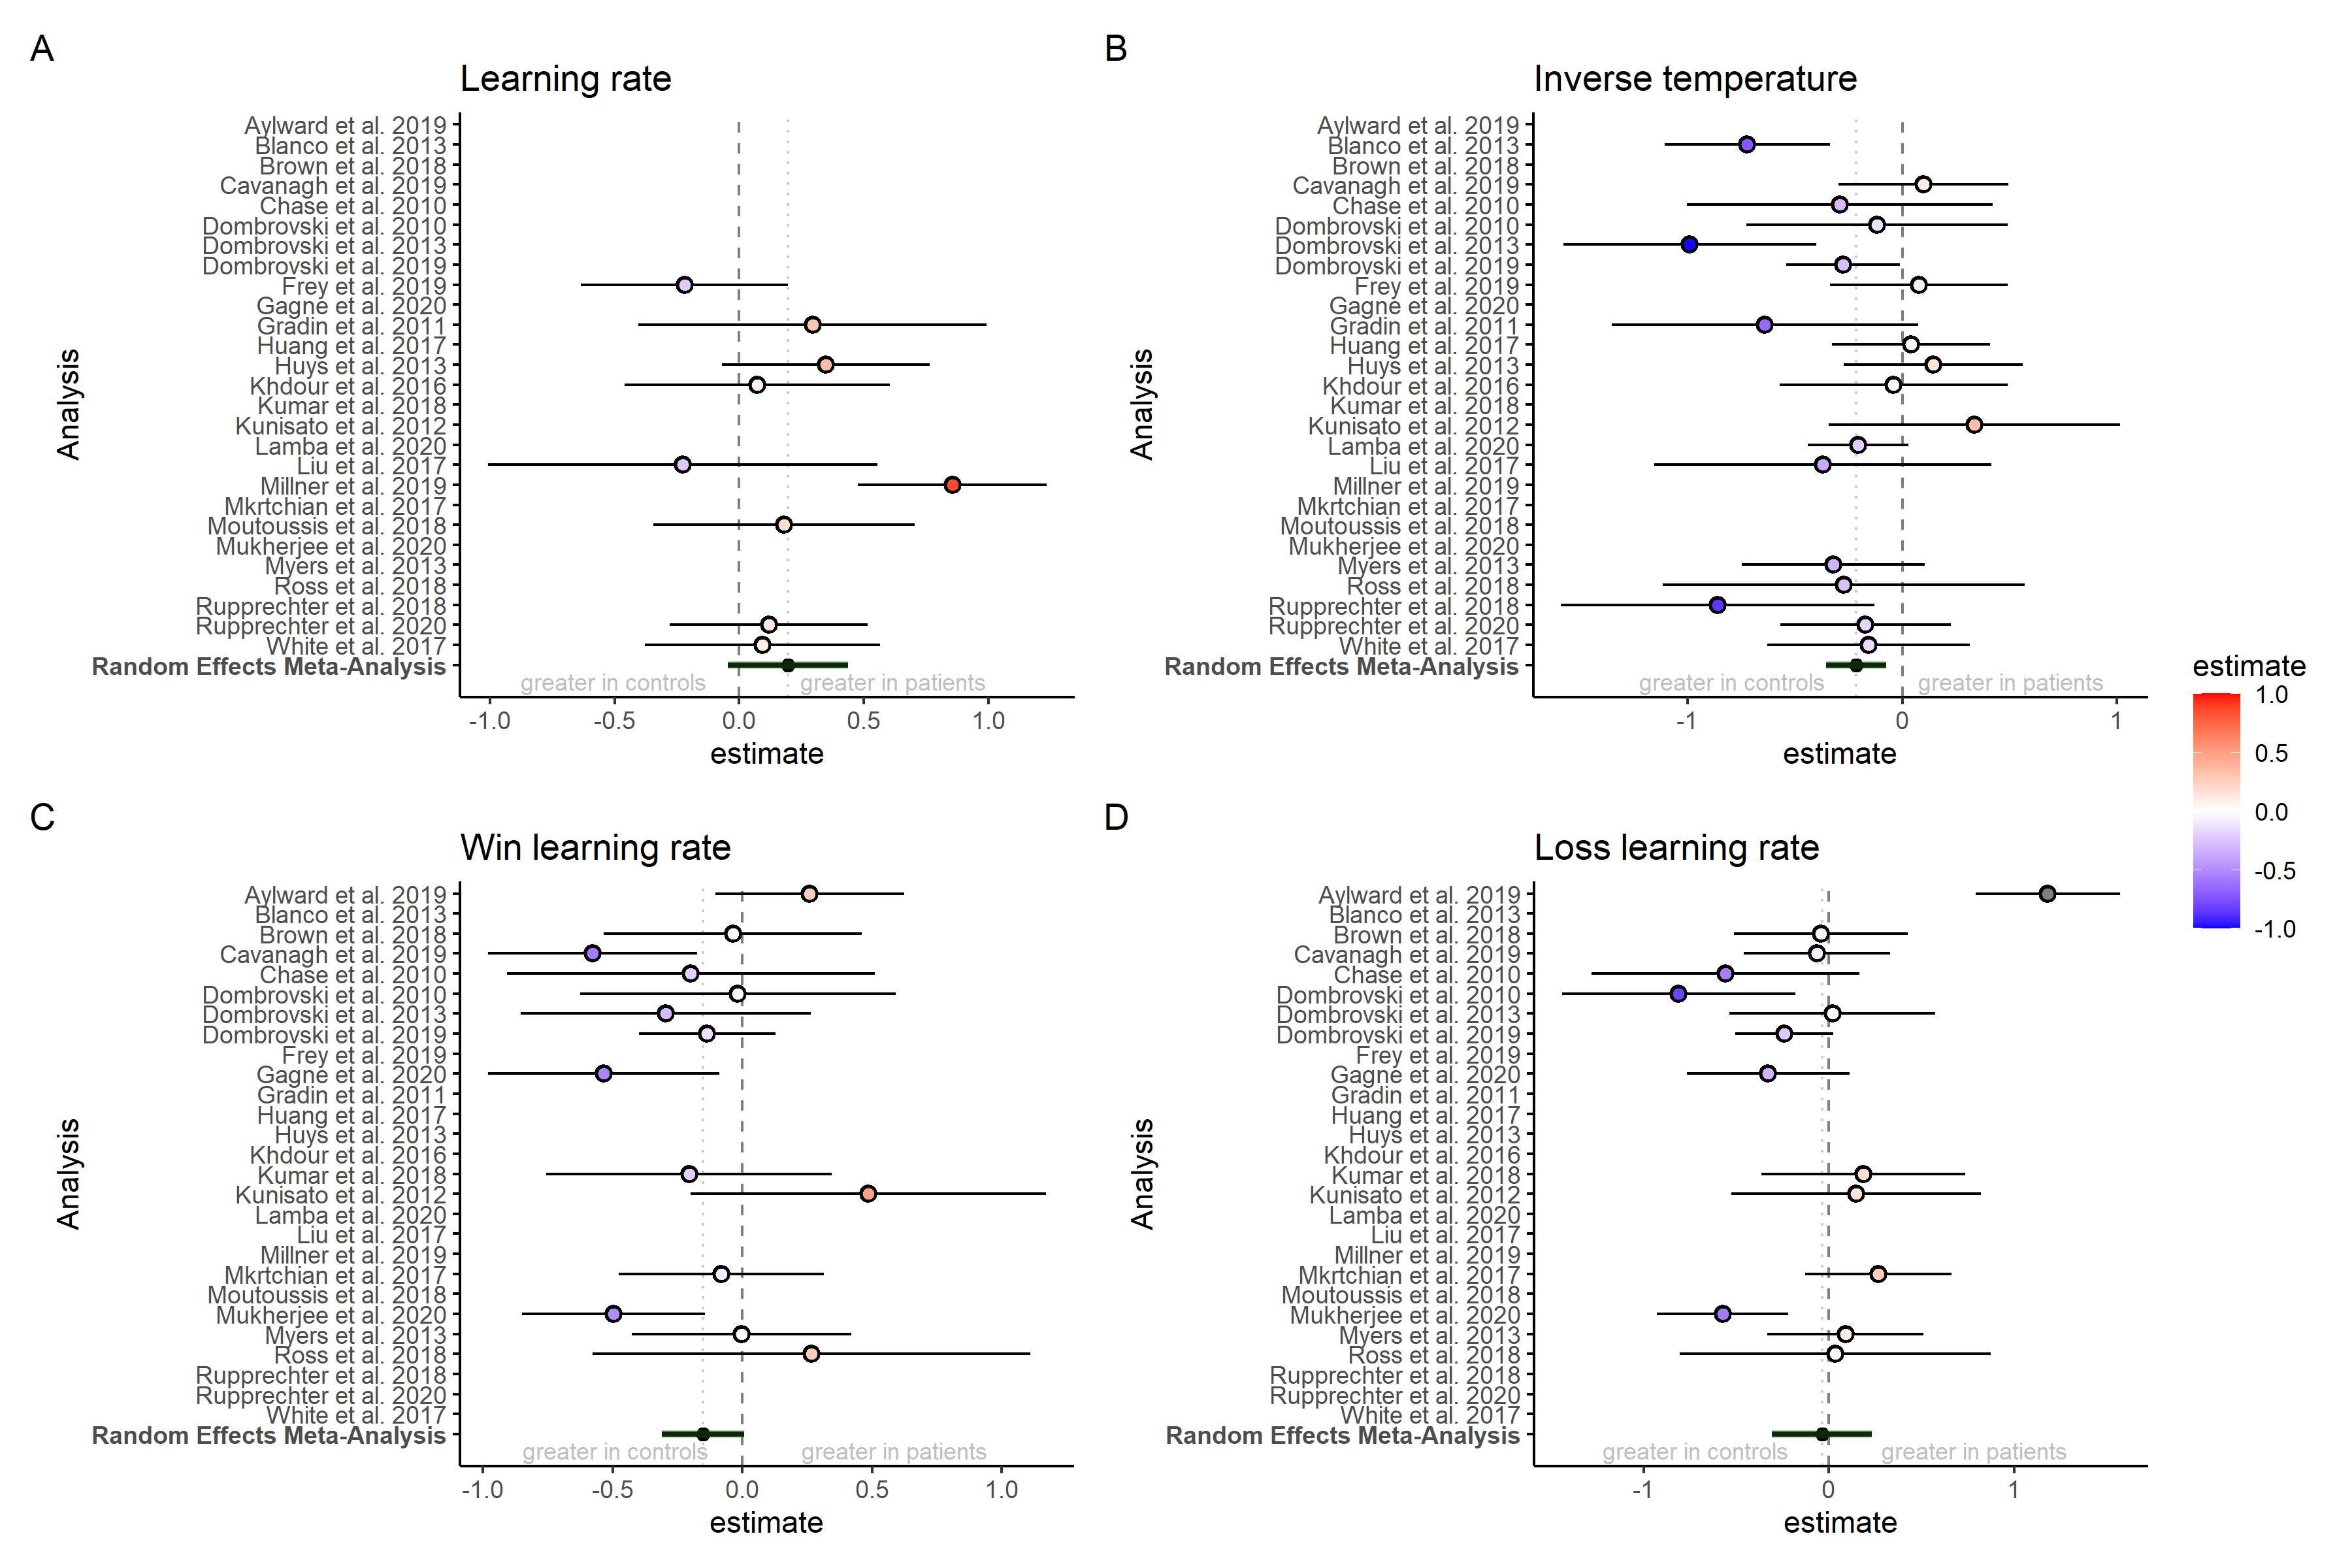 A
Learning rate
Aylward et al. 2019
Blanco et al. 2013
Brown et al. 2018
Cavanagh et al. 2019
Chase et al. 2010
Dombrovski et al. 2010
Dombrovski et al. 2013
Dombrovski et al. 2019
Frey et al. 2019
Gagne et al. 2020
Gradin et al. 2011
Huang et al. 2017
Huys et al. 2013
Khdour et al. 2016
Kumar et al. 2018
Kunisato et al. 2012
Lamba et al. 2020
Liu et al. 2017
Millner et al. 2019
Mkrtchian et al. 2017
Moutoussis et al. 2018
Mukherjee et al. 2020
Myers et al. 2013
Ross et al. 2018
Rupprechter et al. 2018
Rupprechter et al. 2020
White et al. 2017
Random Effects Meta-Analysis
Analysis
greater in controls
greater in patients
-1.0 -0.5 0.0 0.5 1.0
estimate
B
Inverse temperature
Aylward et al. 2019
Blanco et al. 2013
Brown et al. 2018
Cavanagh et al. 2019
Chase et al. 2010
Dombrovski et al. 2010
Dombrovski et al. 2013
Dombrovski et al. 2019
Frey et al. 2019
Gagne et al. 2020
Gradin et al. 2011
Huang et al. 2017
Huys et al. 2013
Khdour et al. 2016
Kumar et al. 2018
Kunisato et al. 2012
Lamba et al. 2020
Liu et al. 2017
Millner et al. 2019
Mkrtchian et al. 2017
Moutoussis et al. 2018
Mukherjee et al. 2020
Myers et al. 2013
Ross et al. 2018
Rupprechter et al. 2018
Rupprechter et al. 2020
White et al. 2017
Random Effects Meta-Analysis
Analysis
greater in controls
greater in patients
-1 0 1
estimate
estimate
1.0
0.5
0.0
-0.5
-1.0
C
Win learning rate
Aylward et al. 2019
Blanco et al. 2013
Brown et al. 2018
Cavanagh et al. 2019
Chase et al. 2010
Dombrovski et al. 2010
Dombrovski et al. 2013
Dombrovski et al. 2019
Frey et al. 2019
Gagne et al. 2020
Gradin et al. 2011
Huang et al. 2017
Huys et al. 2013
Khdour et al. 2016
Kumar et al. 2018
Kunisato et al. 2012
Lamba et al. 2020
Liu et al. 2017
Millner et al. 2019
Mkrtchian et al. 2017
Moutoussis et al. 2018
Mukherjee et al. 2020
Myers et al. 2013
Ross et al. 2018
Rupprechter et al. 2018
Rupprechter et al. 2020
White et al. 2017
Random Effects Meta-Analysis
Analysis
greater in controls
greater in patients
-1.0 -0.5 0.0 0.5 1.0
estimate
D
Loss learning rate
Aylward et al. 2019
Blanco et al. 2013
Brown et al. 2018
Cavanagh et al. 2019
Chase et al. 2010
Dombrovski et al. 2010
Dombrovski et al. 2013
Dombrovski et al. 2019
Frey et al. 2019
Gagne et al. 2020
Gradin et al. 2011
Huang et al. 2017
Huys et al. 2013
Khdour et al. 2016
Kumar et al. 2018
Kunisato et al. 2012
Lamba et al. 2020
Liu et al. 2017
Millner et al. 2019
Mkrtchian et al. 2017
Moutoussis et al. 2018
Mukherjee et al. 2020
Myers et al. 2013
Ross et al. 2018
Rupprechter et al. 2018
Rupprechter et al. 2020
White et al. 2017
Random Effects Meta-Analysis
Analysis
greater in controls
greater in patients
-1 0 1
estimate